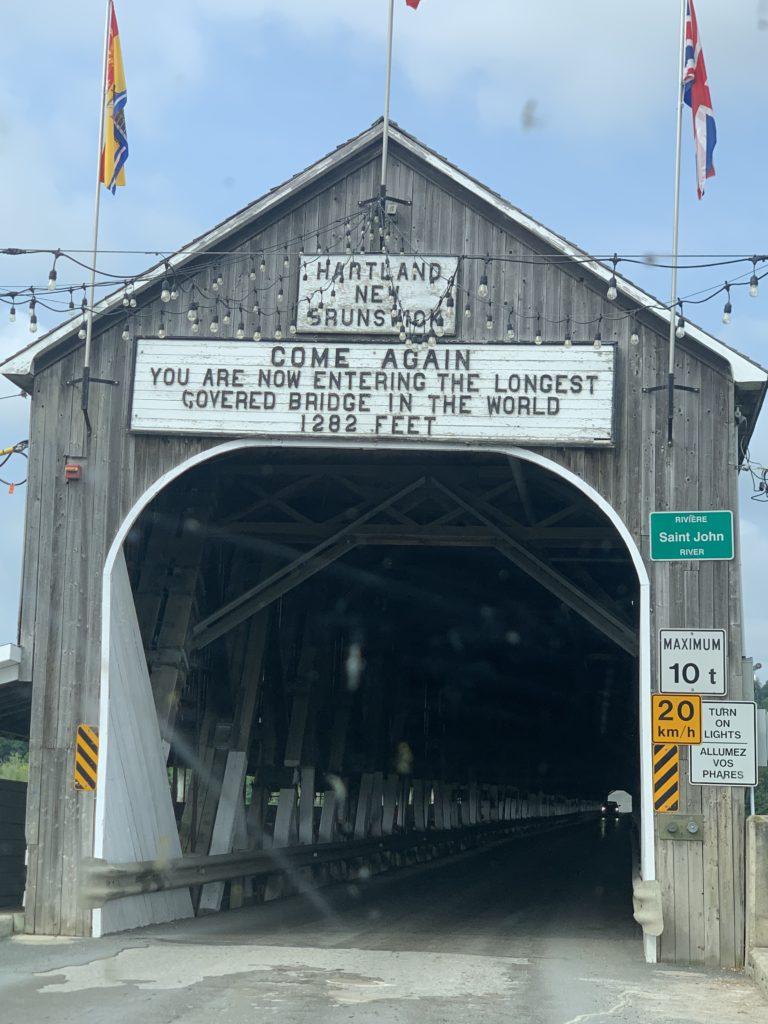 HARTLAND
NEW
BRUNSWICK
COME AGAIN
YOU ARE NOW ENTERING THE LONGEST
COVERED BRIDGE IN THE WORLD
1282 FEET
RIVIÈRE
Saint John
RIVER
MAXIMUM
10 t
20
km/h
TURN
ON
LIGHTS
ALLUMEZ
VOS
PHARES